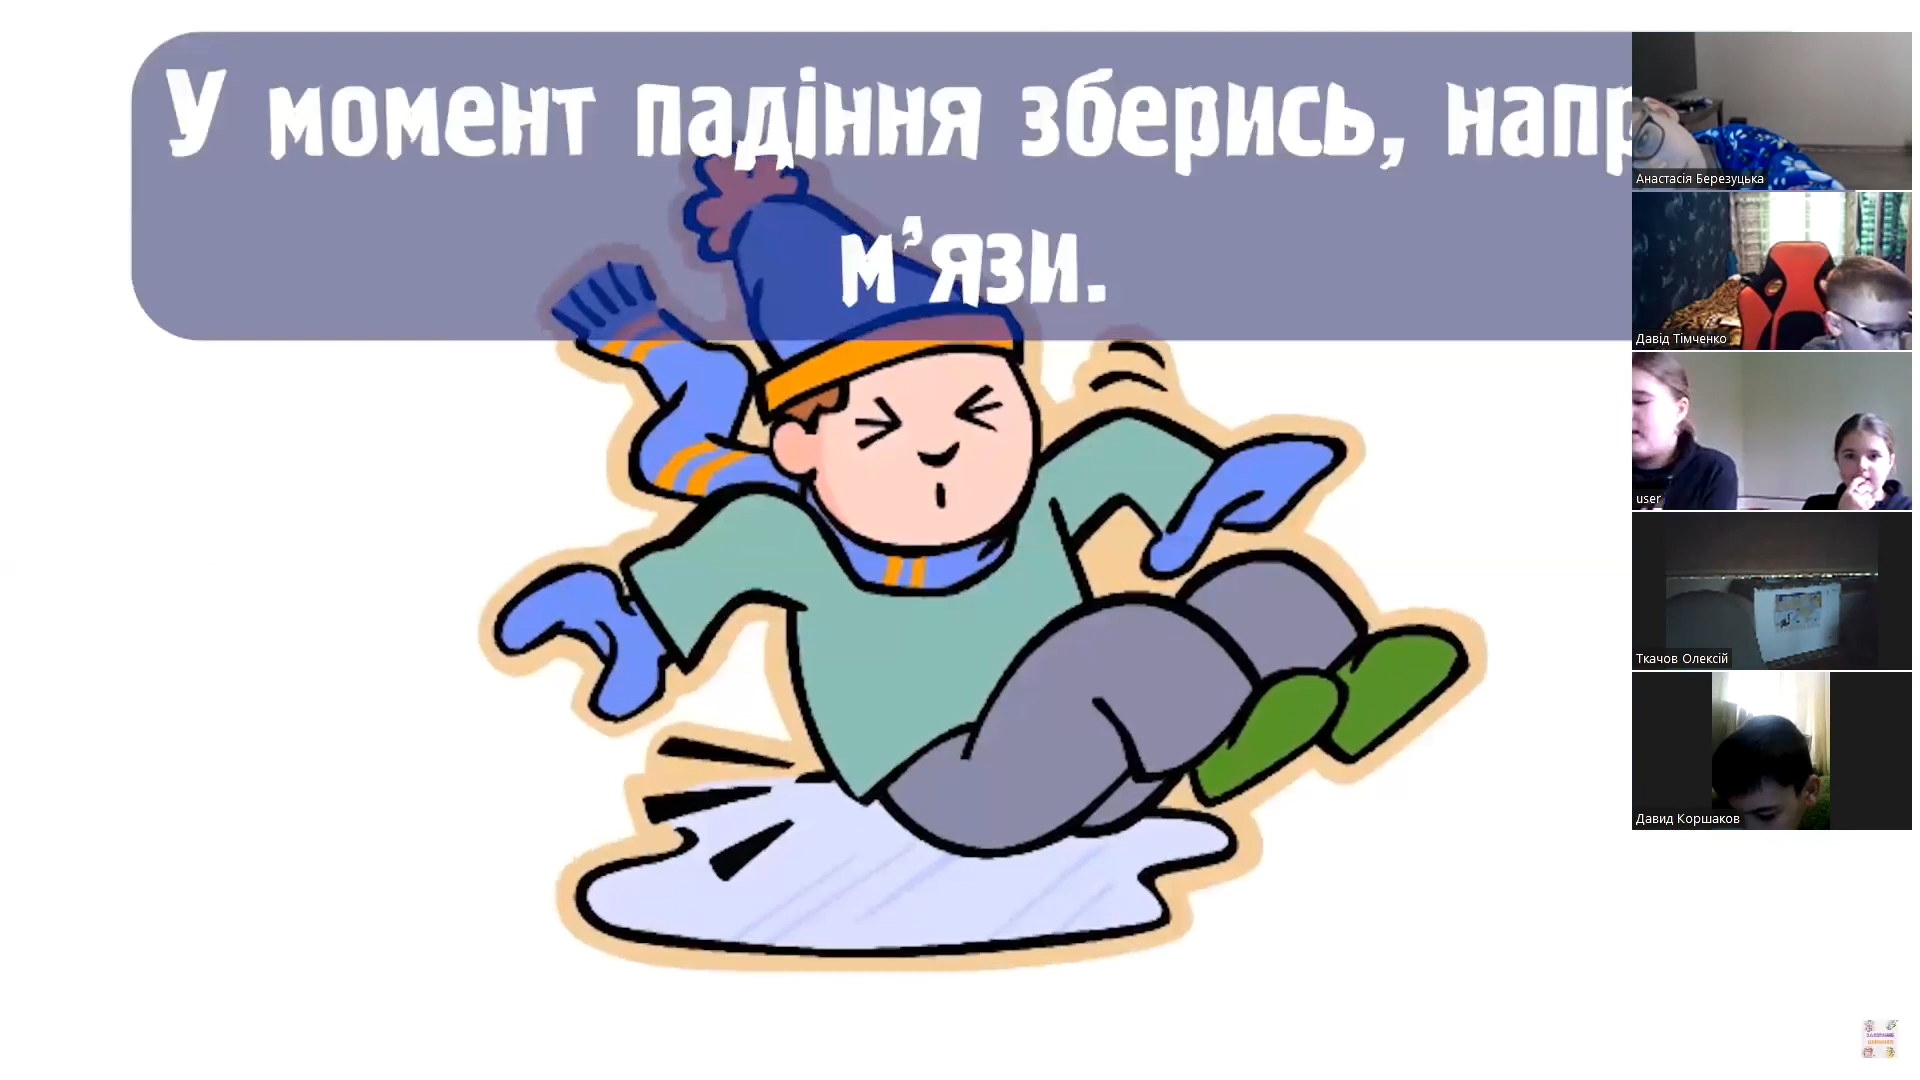 У момент падіння зберись, напр
м’язи.
Анастасія Березуцька
Давід Тімченко
user
Ткачов Олексій
Давид Коршаков